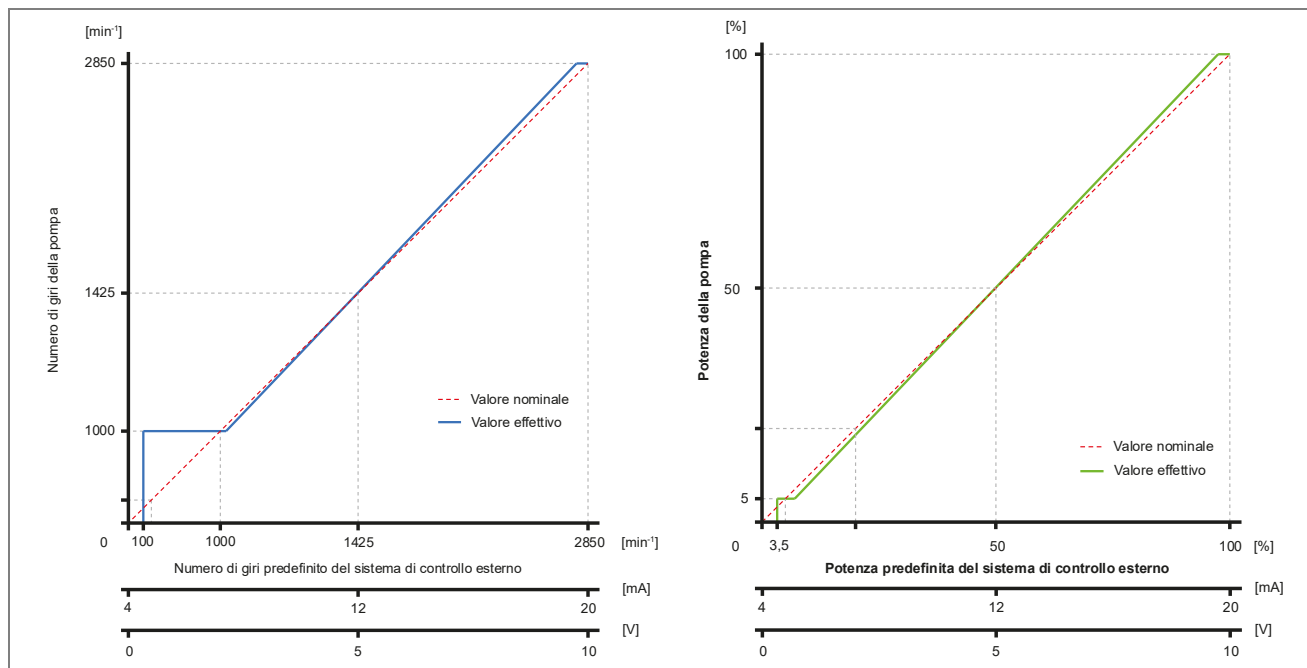 [min⁻¹]
2850
1425
1000
Numero di giri della pompa
Valore nominale
Valore effettivo
0 100 1000 1425 2850 [min⁻¹]
Numero di giri predefinito del sistema di controllo esterno
[mA]
4 12 20
[V]
0 5 10
[%]
100
50
5
Potenza della pompa
Valore nominale
Valore effettivo
0 3,5 50 100 [%]
Potenza predefinita del sistema di controllo esterno
[mA]
4 12 20
[V]
0 5 10